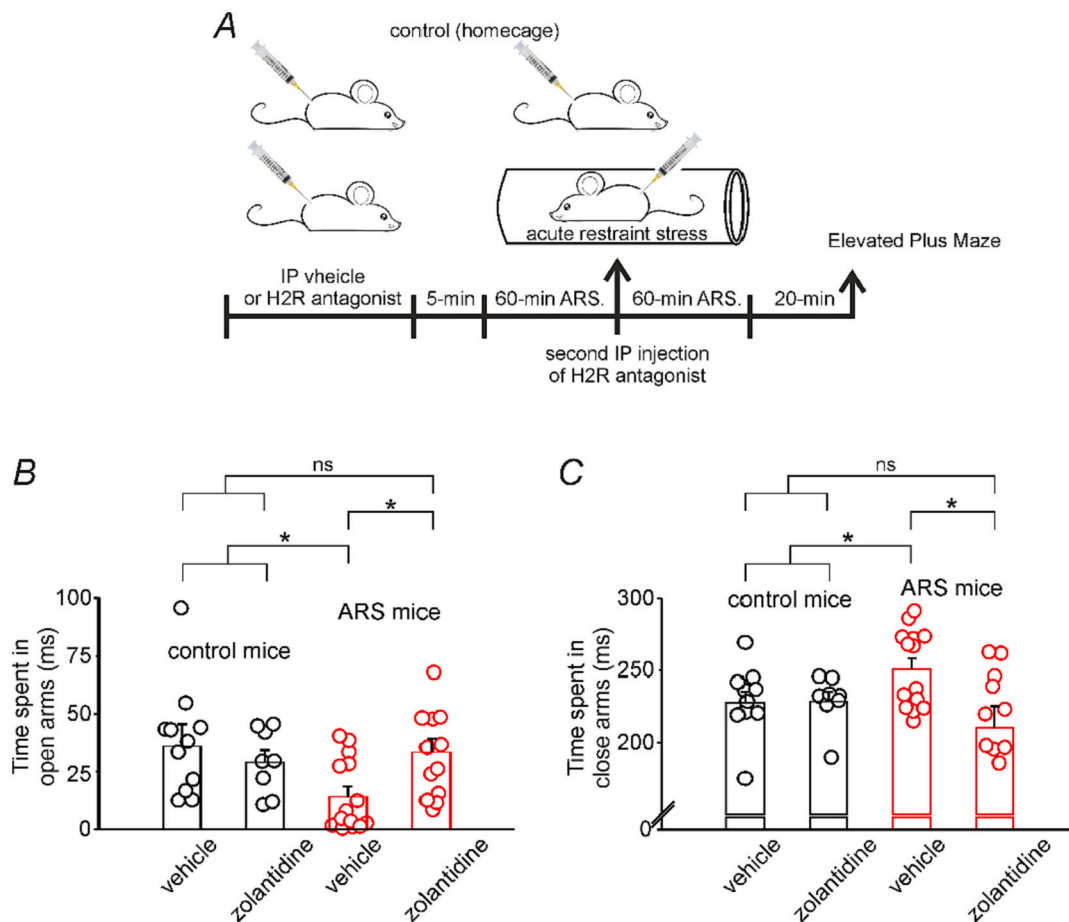 A
control (homecage)
acute restraint stress
Elevated Plus Maze
IP vheicle
or H2R antagonist
5-min
60-min ARS.
60-min ARS.
20-min
second IP injection
of H2R antagonist
B
ns
*
*
100
75
50
25
0
Time spent in
open arms (ms)
control mice
ARS mice
vehicle
zolantidine
vehicle
zolantidine
C
ns
*
*
300
250
200
0
Time spent in
close arms (ms)
control mice
ARS mice
vehicle
zolantidine
vehicle
zolantidine